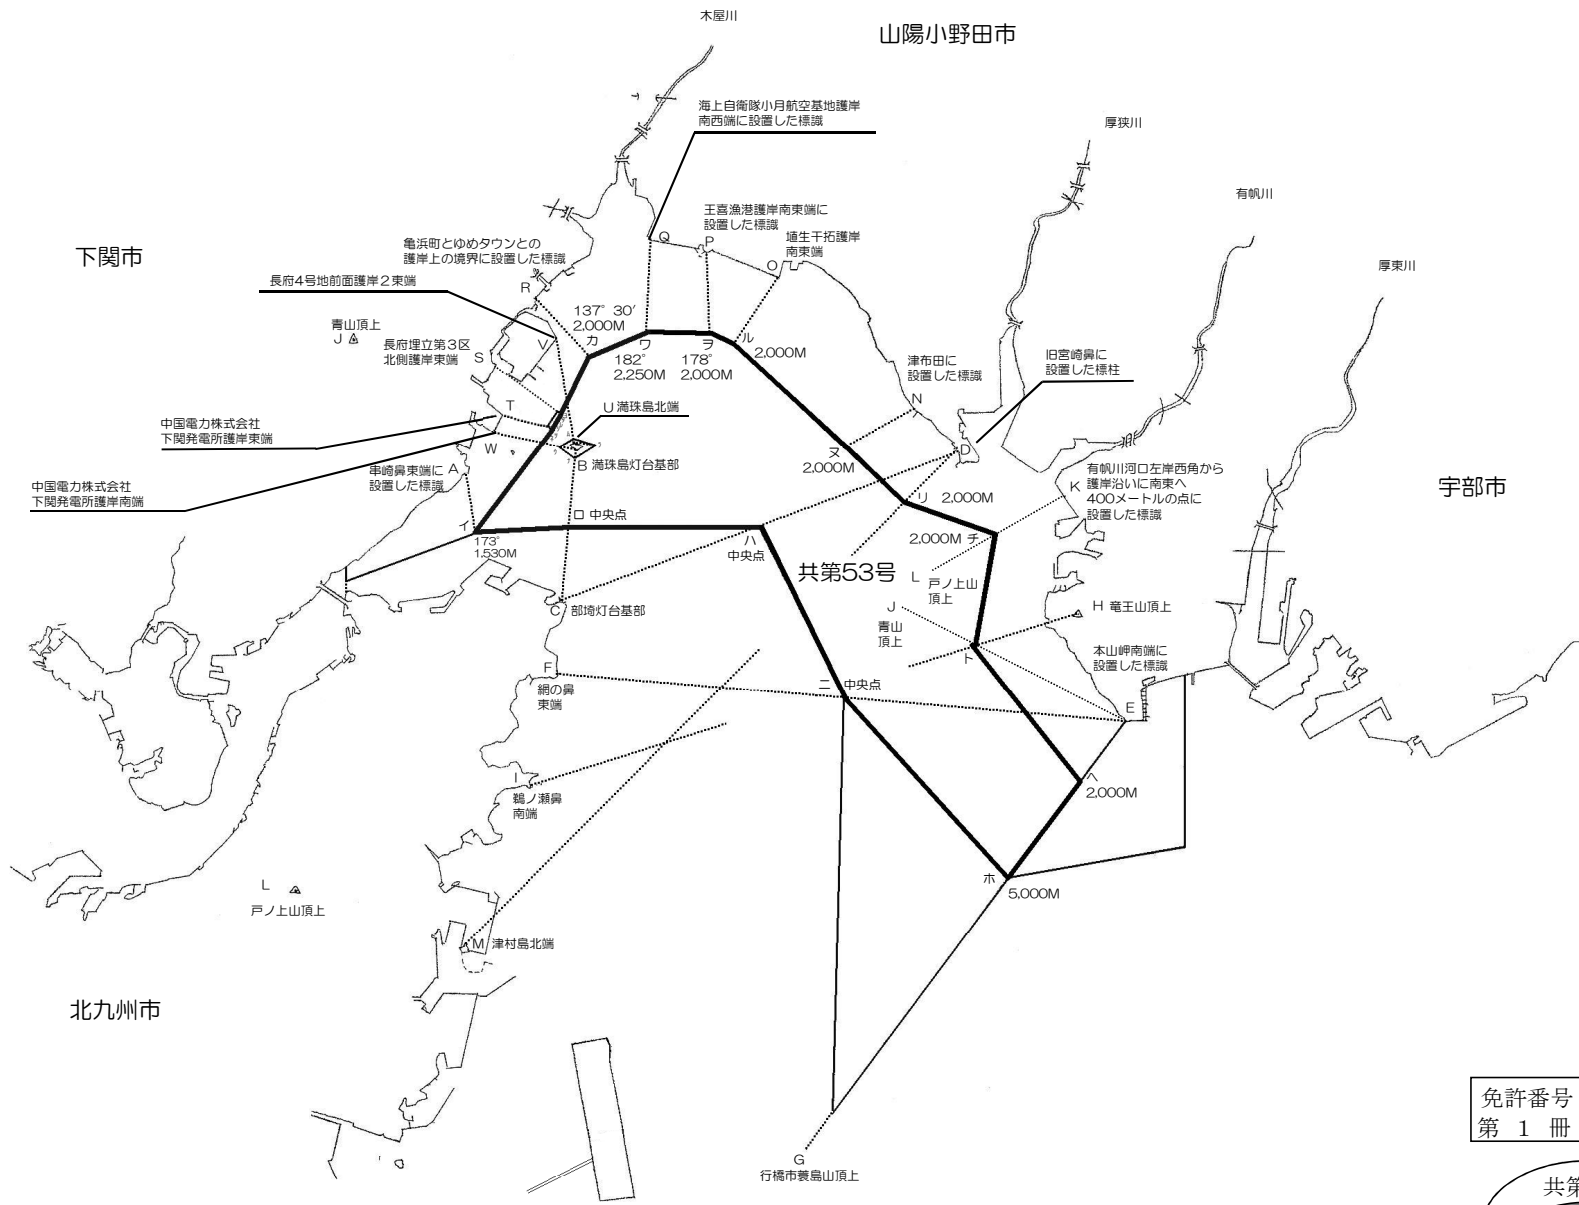 木屋川
山陽小野田市
海上自衛隊小月航空基地護岸
南西端に設置した標識
厚狭川
有帆川
厚東川
下関市
王喜漁港護岸南東端に
設置した標識
埴生干拓護岸
南東端
Q
P
O
亀浜町とゆめタウンとの
護岸上の境界に設置した標識
長府4号地前面護岸2東端
R
137° 30′
2,000M
カ
ワ
ヲ
ル
2,000M
182°
2,250M
178°
2,000M
青山頂上
J
V
長府埋立第3区
北側護岸東端
S
津布田に
設置した標識
N
旧宮崎鼻に
設置した標柱
D
T
U 満珠島北端
中国電力株式会社
下関発電所護岸東端
W
B 満珠島灯台基部
ヌ
2,000M
串崎鼻東端に A
設置した標識
中国電力株式会社
下関発電所護岸南端
K
有帆川河口左岸西角から
護岸沿いに南東へ
400メートルの点に
設置した標識
宇部市
リ 2,000M
イ
173°
1,530M
ロ 中央点
ハ
中央点
2,000M チ
共第53号
L 戸ノ上山
頂上
C 部埼灯台基部
J
青山
頂上
H 竜王山頂上
ト
本山岬南端に
設置した標識
F
網の鼻
東端
ニ 中央点
E
I
鵜ノ瀬鼻
南端
ヘ
2,000M
ホ
5,000M
L
戸ノ上山頂上
M 津村島北端
北九州市
G
行橋市蓑島山頂上
免許番号
第 1 冊
共第